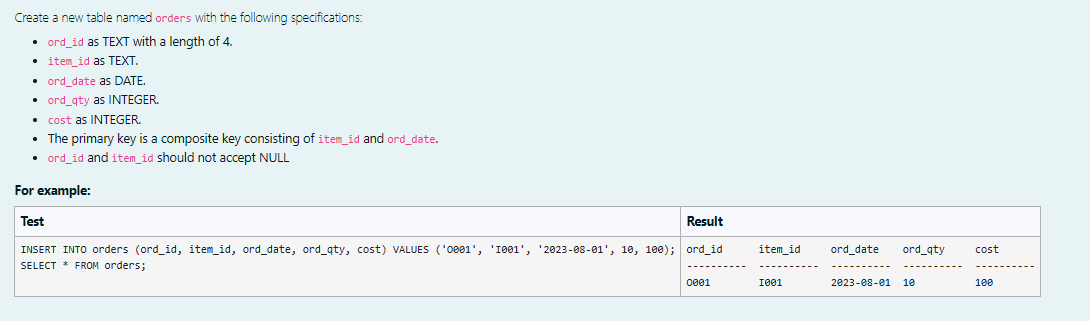 Create a new table named orders with the following specifications:
• ord_id as TEXT with a length of 4.
• item_id as TEXT.
• ord_date as DATE.
• ord_qty as INTEGER.
• cost as INTEGER.
• The primary key is a composite key consisting of item_id and ord_date.
• ord_id and item_id should not accept NULL
For example:
Test Result
INSERT INTO orders (ord_id, item_id, ord_date, ord_qty, cost) VALUES ('O001', 'I001', '2023-08-01', 10, 100);
SELECT * FROM orders;
ord_id item_id ord_date ord_qty cost
---------- ---------- ---------- ---------- ----------
O001 I001 2023-08-01 10 100